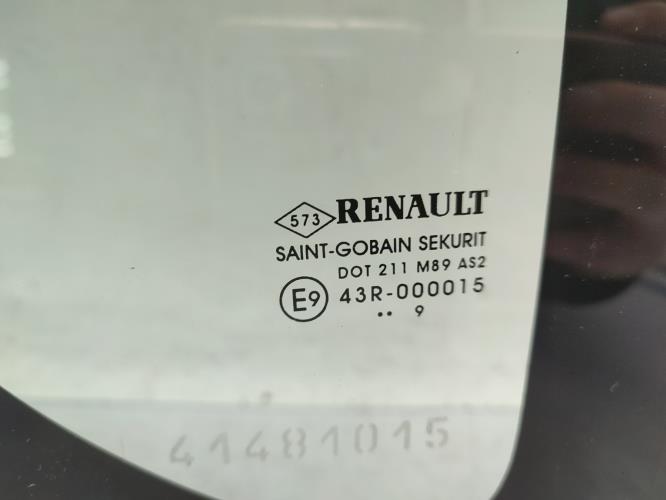 573 RENAULT
SAINT-GOBAIN SEKURIT
DOT 211 M89 AS2
E9 43R-000015
.. 9
41481015